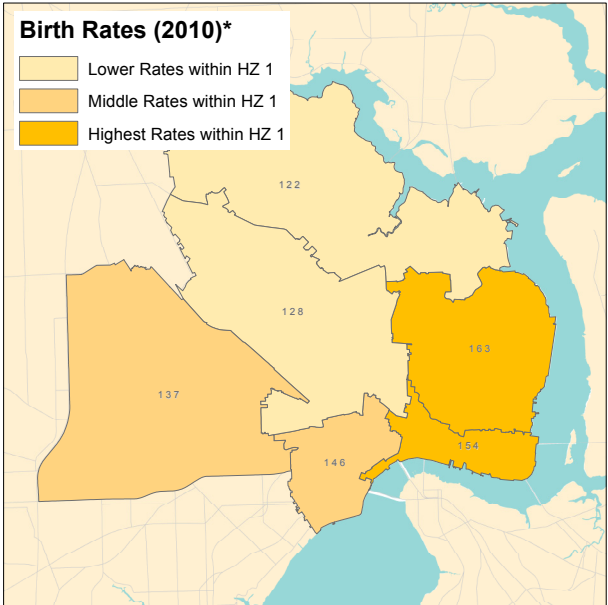 Birth Rates (2010)*
Lower Rates within HZ 1
Middle Rates within HZ 1
Highest Rates within HZ 1
122
128
163
137
154
146